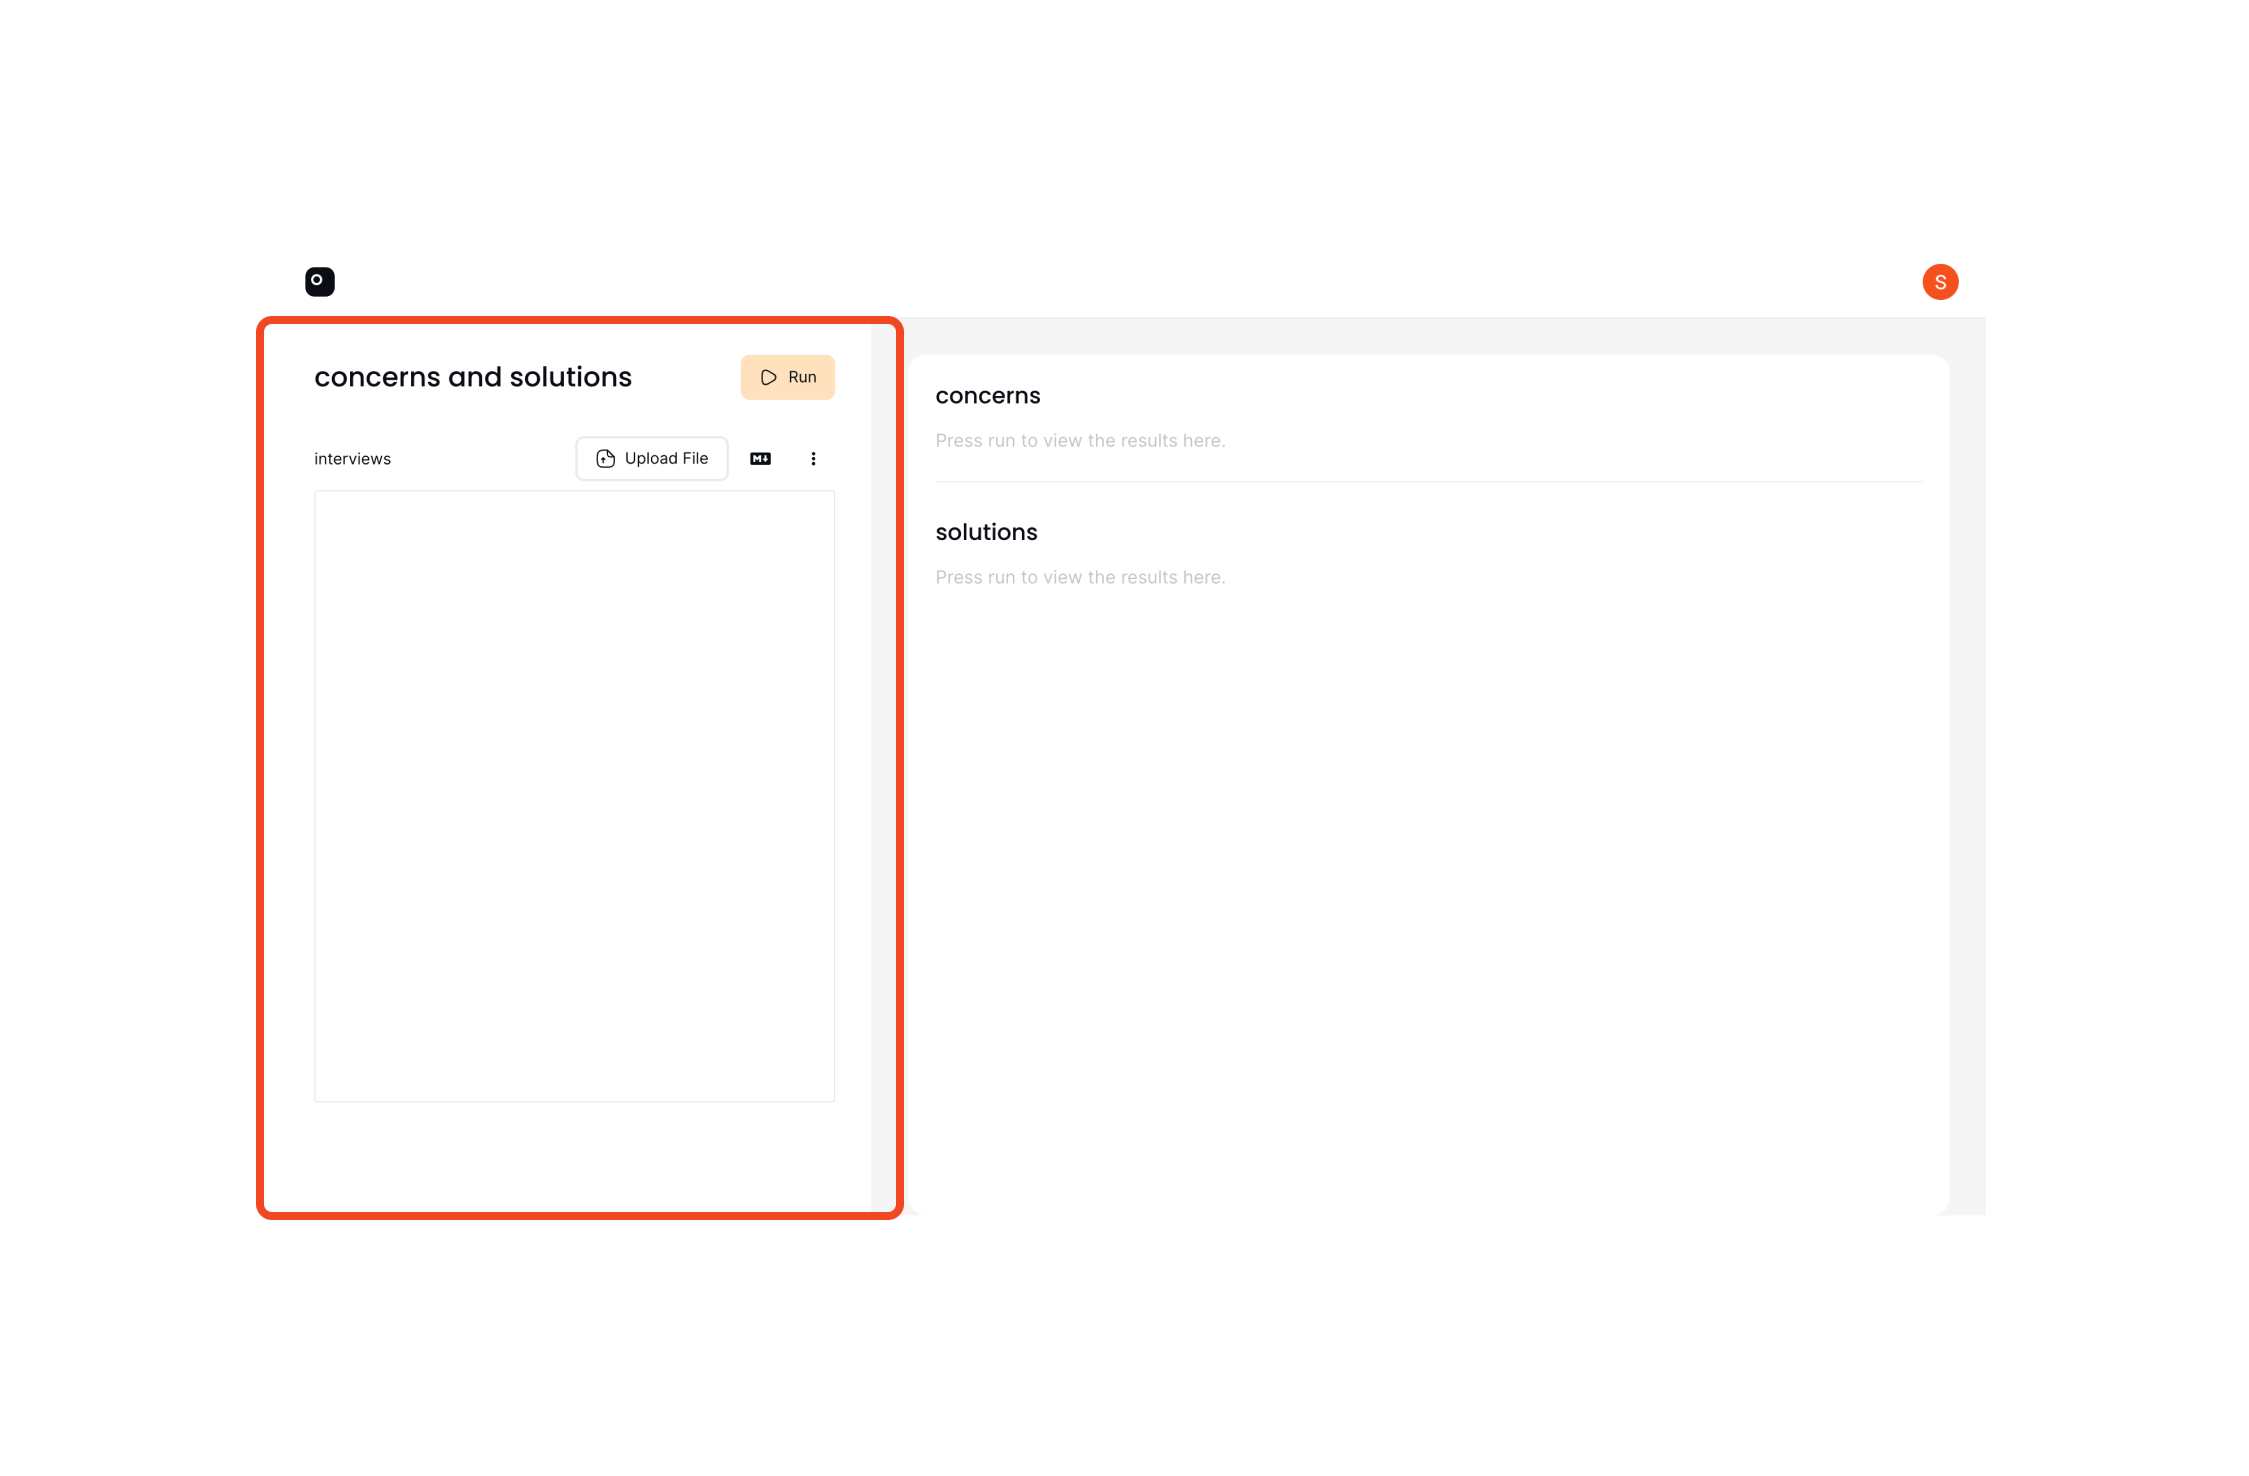 S
concerns and solutions
Run
interviews
Upload File
M
concerns
Press run to view the results here.
solutions
Press run to view the results here.